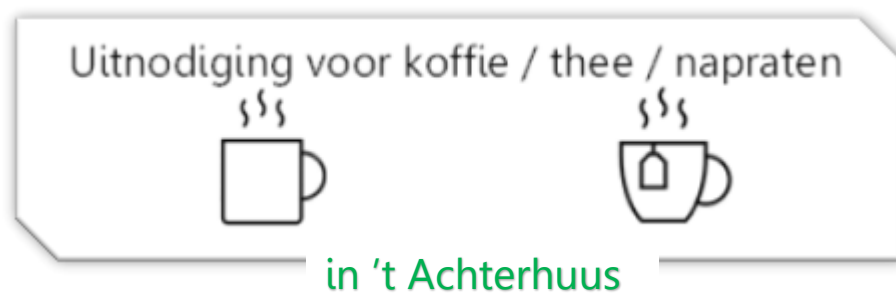 Uitnodiging voor koffie / thee / napraten
in ’t Achterhuus